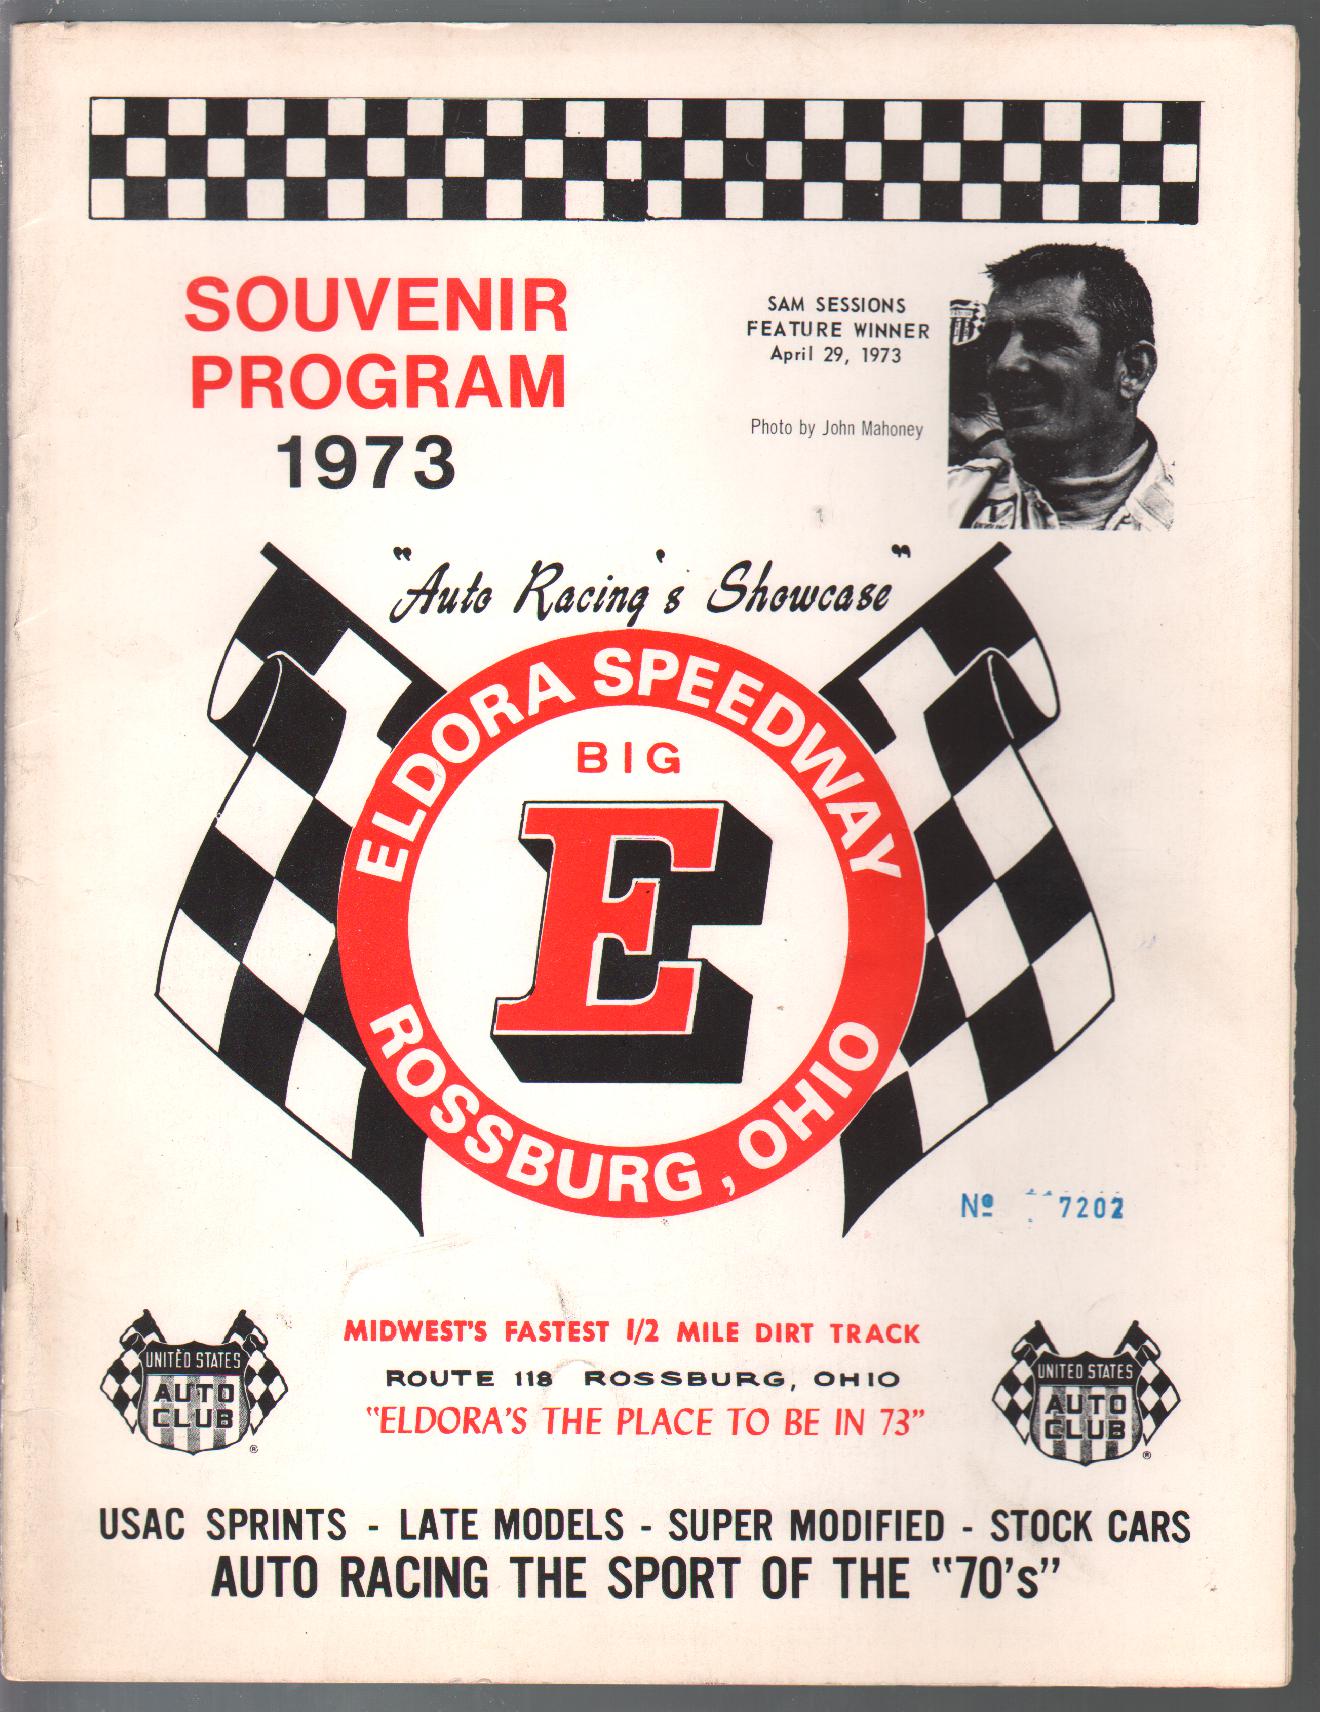 SOUVENIR
PROGRAM
1973
SAM SESSIONS
FEATURE WINNER
April 29, 1973
Photo by John Mahoney
"Auto Racing's Showcase"
ELDORA SPEEDWAY
BIG
E
ROSSBURG, OHIO
Nº 7202
MIDWEST'S FASTEST 1/2 MILE DIRT TRACK
ROUTE 118 ROSSBURG, OHIO
"ELDORA'S THE PLACE TO BE IN 73"
UNITED STATES
AUTO
CLUB
®
UNITED STATES
AUTO
CLUB
®
USAC SPRINTS - LATE MODELS - SUPER MODIFIED - STOCK CARS
AUTO RACING THE SPORT OF THE "70's"